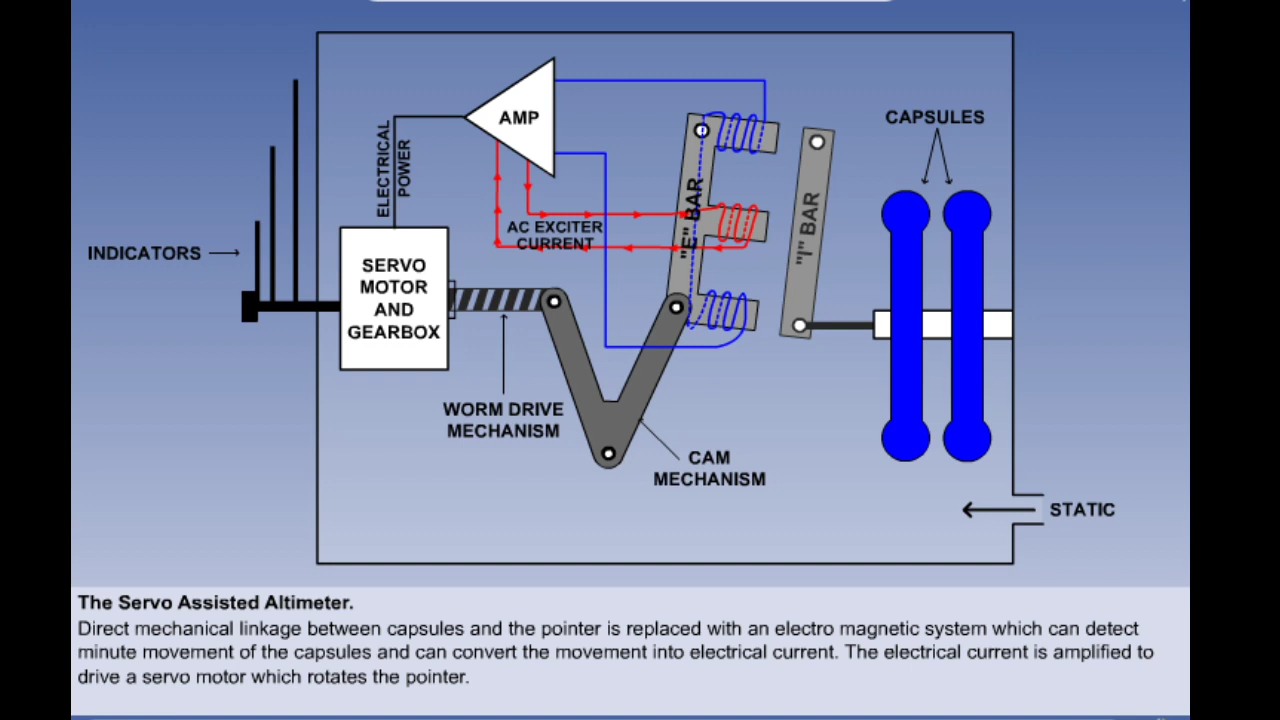 AMP
CAPSULES
ELECTRICAL
POWER
"E" BAR
"I" BAR
AC EXCITER
CURRENT
INDICATORS
SERVO
MOTOR
AND
GEARBOX
WORM DRIVE
MECHANISM
CAM
MECHANISM
STATIC
The Servo Assisted Altimeter.
Direct mechanical linkage between capsules and the pointer is replaced with an electro magnetic system which can detect
minute movement of the capsules and can convert the movement into electrical current. The electrical current is amplified to
drive a servo motor which rotates the pointer.